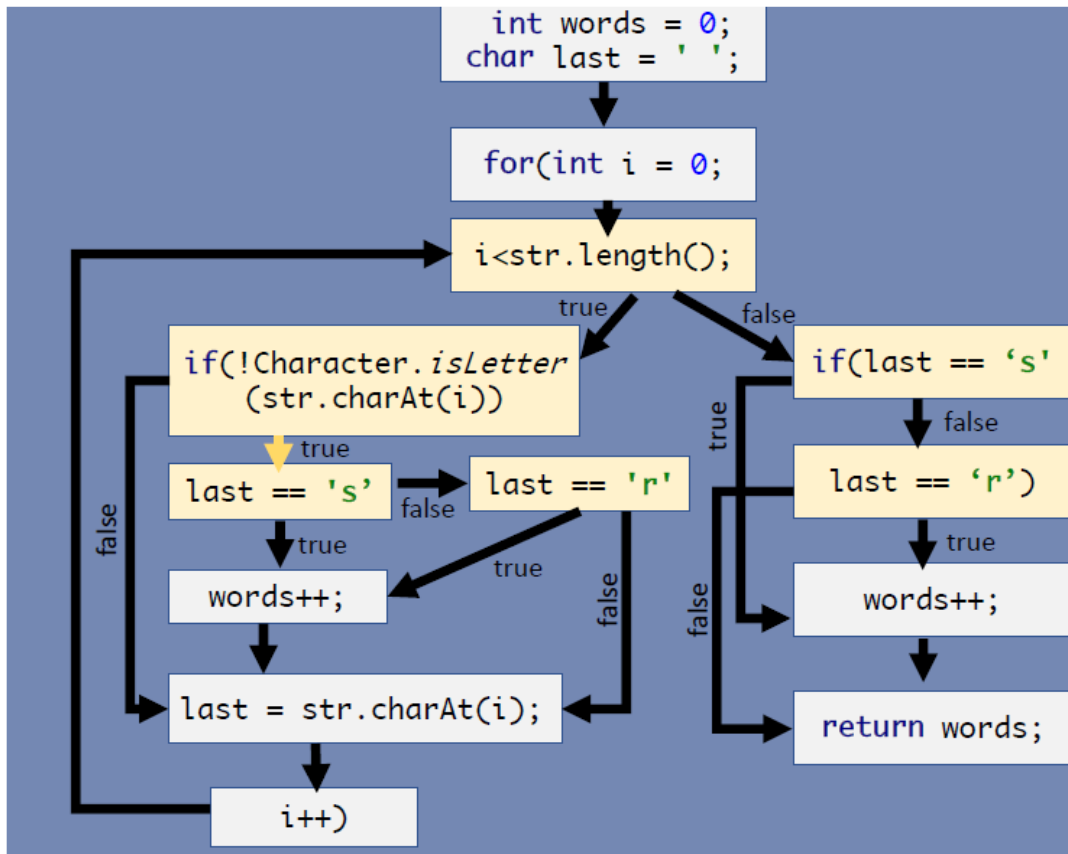 int words = 0;
char last = ' ';
for(int i = 0;
i<str.length();
true
false
if(!Character.isLetter
(str.charAt(i))
if(last == ‘s'
true
false
true
false
last == 's’
false
last == 'r'
last == ‘r’)
true
true
false
true
false
words++;
words++;
last = str.charAt(i);
return words;
i++)